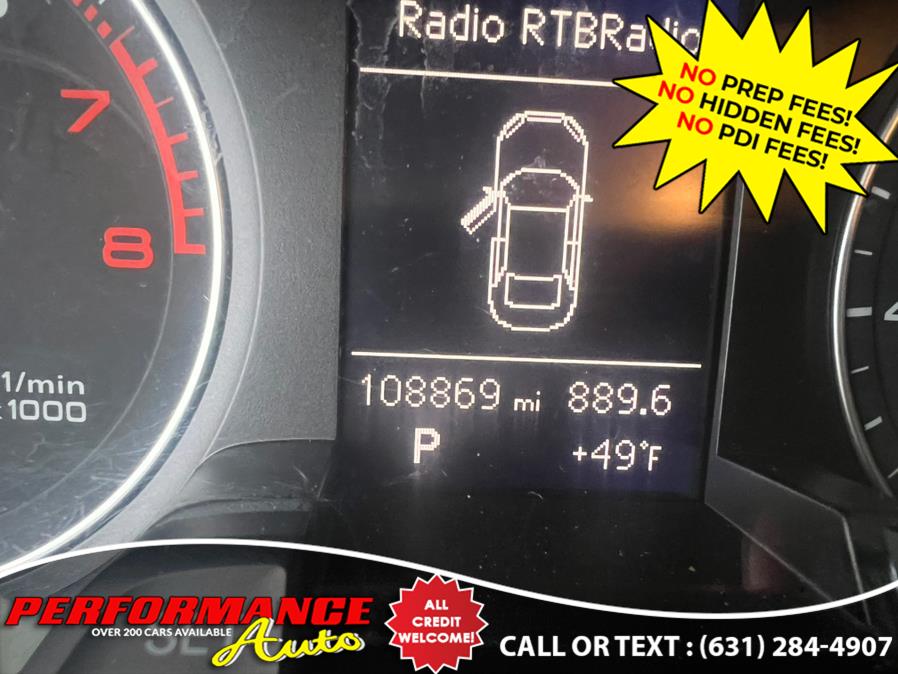 Radio RTBRadio
NO PREP FEES!
NO HIDDEN FEES!
NO PDI FEES!
7
8
1/min
x1000
108869 mi 889.6
P +49°F
PERFORMANCE
OVER 200 CARS AVAILABLE
Auto
ALL
CREDIT
WELCOME!
CALL OR TEXT : (631) 284-4907